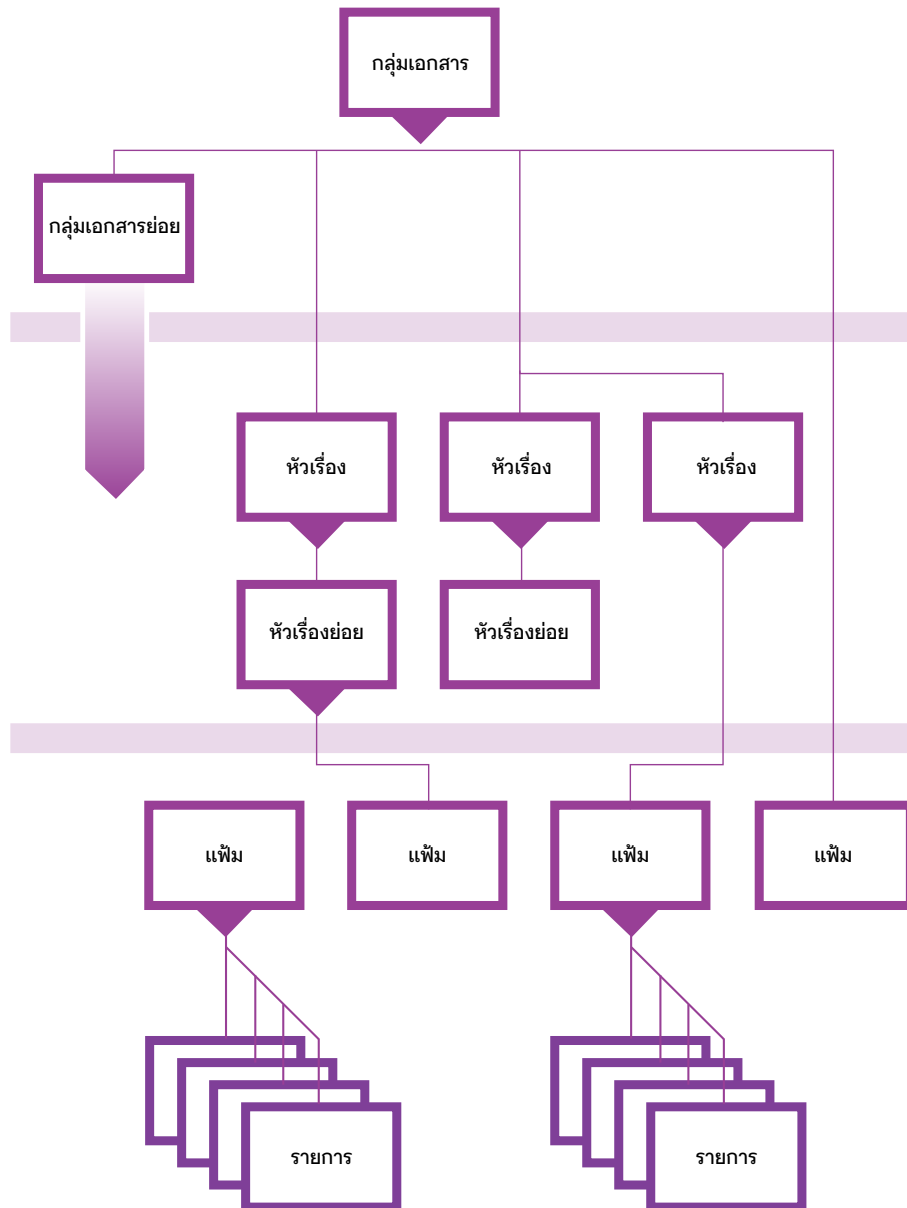 กลุ่มเอกสาร
กลุ่มเอกสารย่อย
หัวเรื่อง
หัวเรื่อง
หัวเรื่อง
หัวเรื่องย่อย
หัวเรื่องย่อย
แฟ้ม
แฟ้ม
แฟ้ม
แฟ้ม
รายการ
รายการ